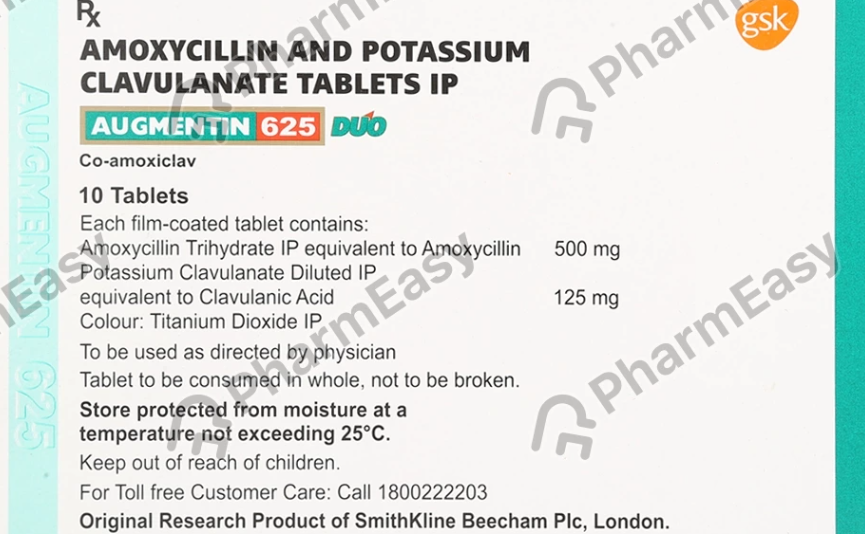 Rx
gsk
AMOXYCILLIN AND POTASSIUM
CLAVULANATE TABLETS IP
AUGMENTIN 625 DUO
Co-amoxiclav
10 Tablets
Each film-coated tablet contains:
Amoxycillin Trihydrate IP equivalent to Amoxycillin 500 mg
Potassium Clavulanate Diluted IP
equivalent to Clavulanic Acid 125 mg
Colour: Titanium Dioxide IP
To be used as directed by physician
Tablet to be consumed in whole, not to be broken.
Store protected from moisture at a
temperature not exceeding 25°C.
Keep out of reach of children.
For Toll free Customer Care: Call 1800222203
Original Research Product of SmithKline Beecham Plc, London.
AUGMENTIN 625
PharmEasy
PharmEasy
PharmEasy